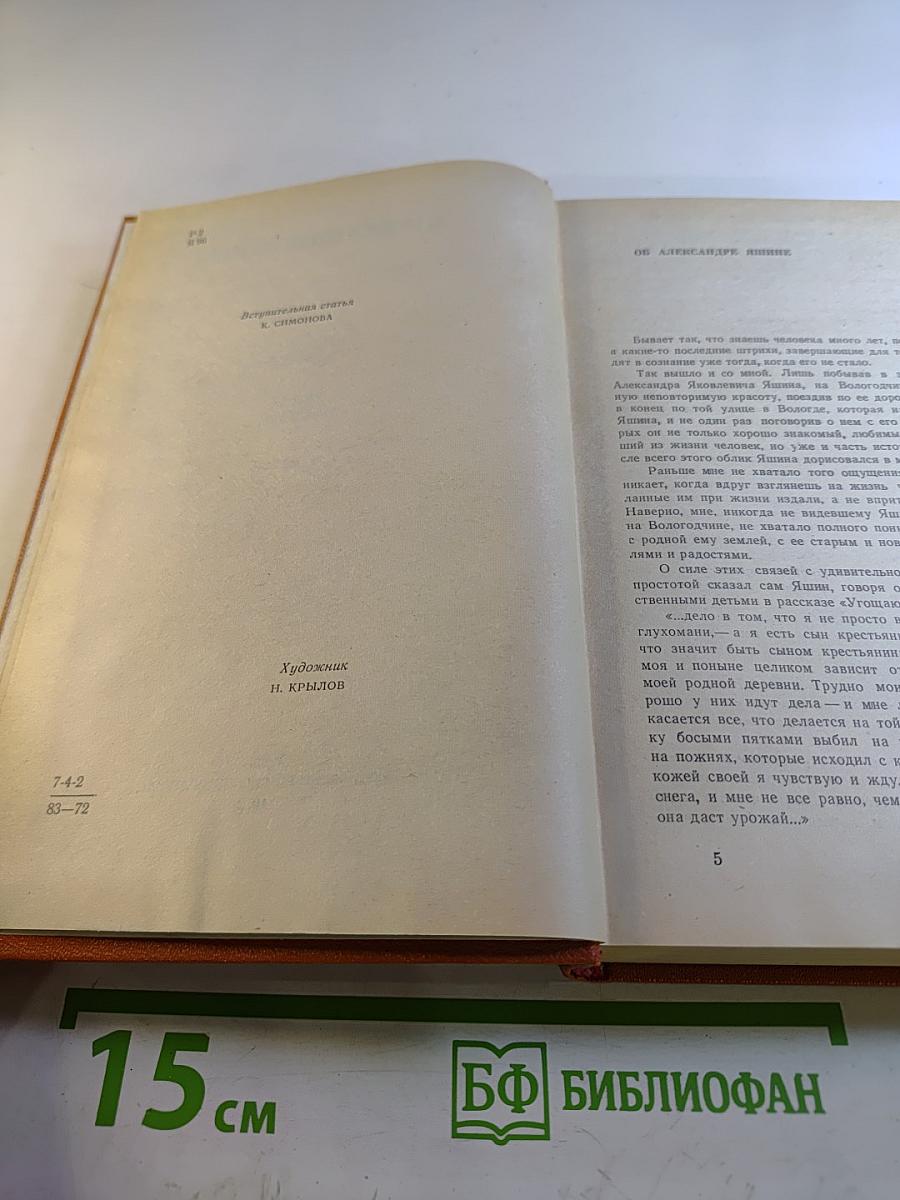 Р 2
Я 96
Вступительная статья
К. СИМОНОВА
Художник
Н. КРЫЛОВ
7-4-2
83—72
ОБ АЛЕКСАНДРЕ ЯШИНЕ
Бывает так, что знаешь человека много лет,
а какие-то последние штрихи, завершающие для
дят в сознание уже тогда, когда его не стало.
Так вышло и со мной. Лишь побывав в
Александра Яковлевича Яшина, на Вологодчи
ную неповторимую красоту, поездив по ее доро
в конец по той улице в Вологде, которая
Яшина, и не один раз поговорив о нем с его
рых он не только хорошо знакомый, любимы
ший из жизни человек, но уже и часть исто
сле всего этого облик Яшина дорисовался в
Раньше мне не хватало того ощущения
никает, когда вдруг взглянешь на жизнь
ланные им при жизни издали, а не вприт
Наверно, мне, никогда не видевшему Яш
на Вологодчине, не хватало полного пон
с родной ему землей, с ее старым и нов
лями и радостями.
О силе этих связей с удивительно
простотой сказал сам Яшин, говоря о
ственными детьми в рассказе «Угощаю
«...дело в том, что я не просто в
глухомани,— а я есть сын крестьян
что значит быть сыном крестьянин
моя и поныне целиком зависит от
моей родной деревни. Трудно мои
рошо у них идут дела — и мне л
касается все, что делается на той
ку босыми пятками выбил на
на пожнях, которые исходил с к
кожей своей я чувствую и жду
снега, и мне не все равно, чем
она даст урожай...»
5
15 см
БФ БИБЛИОФАН